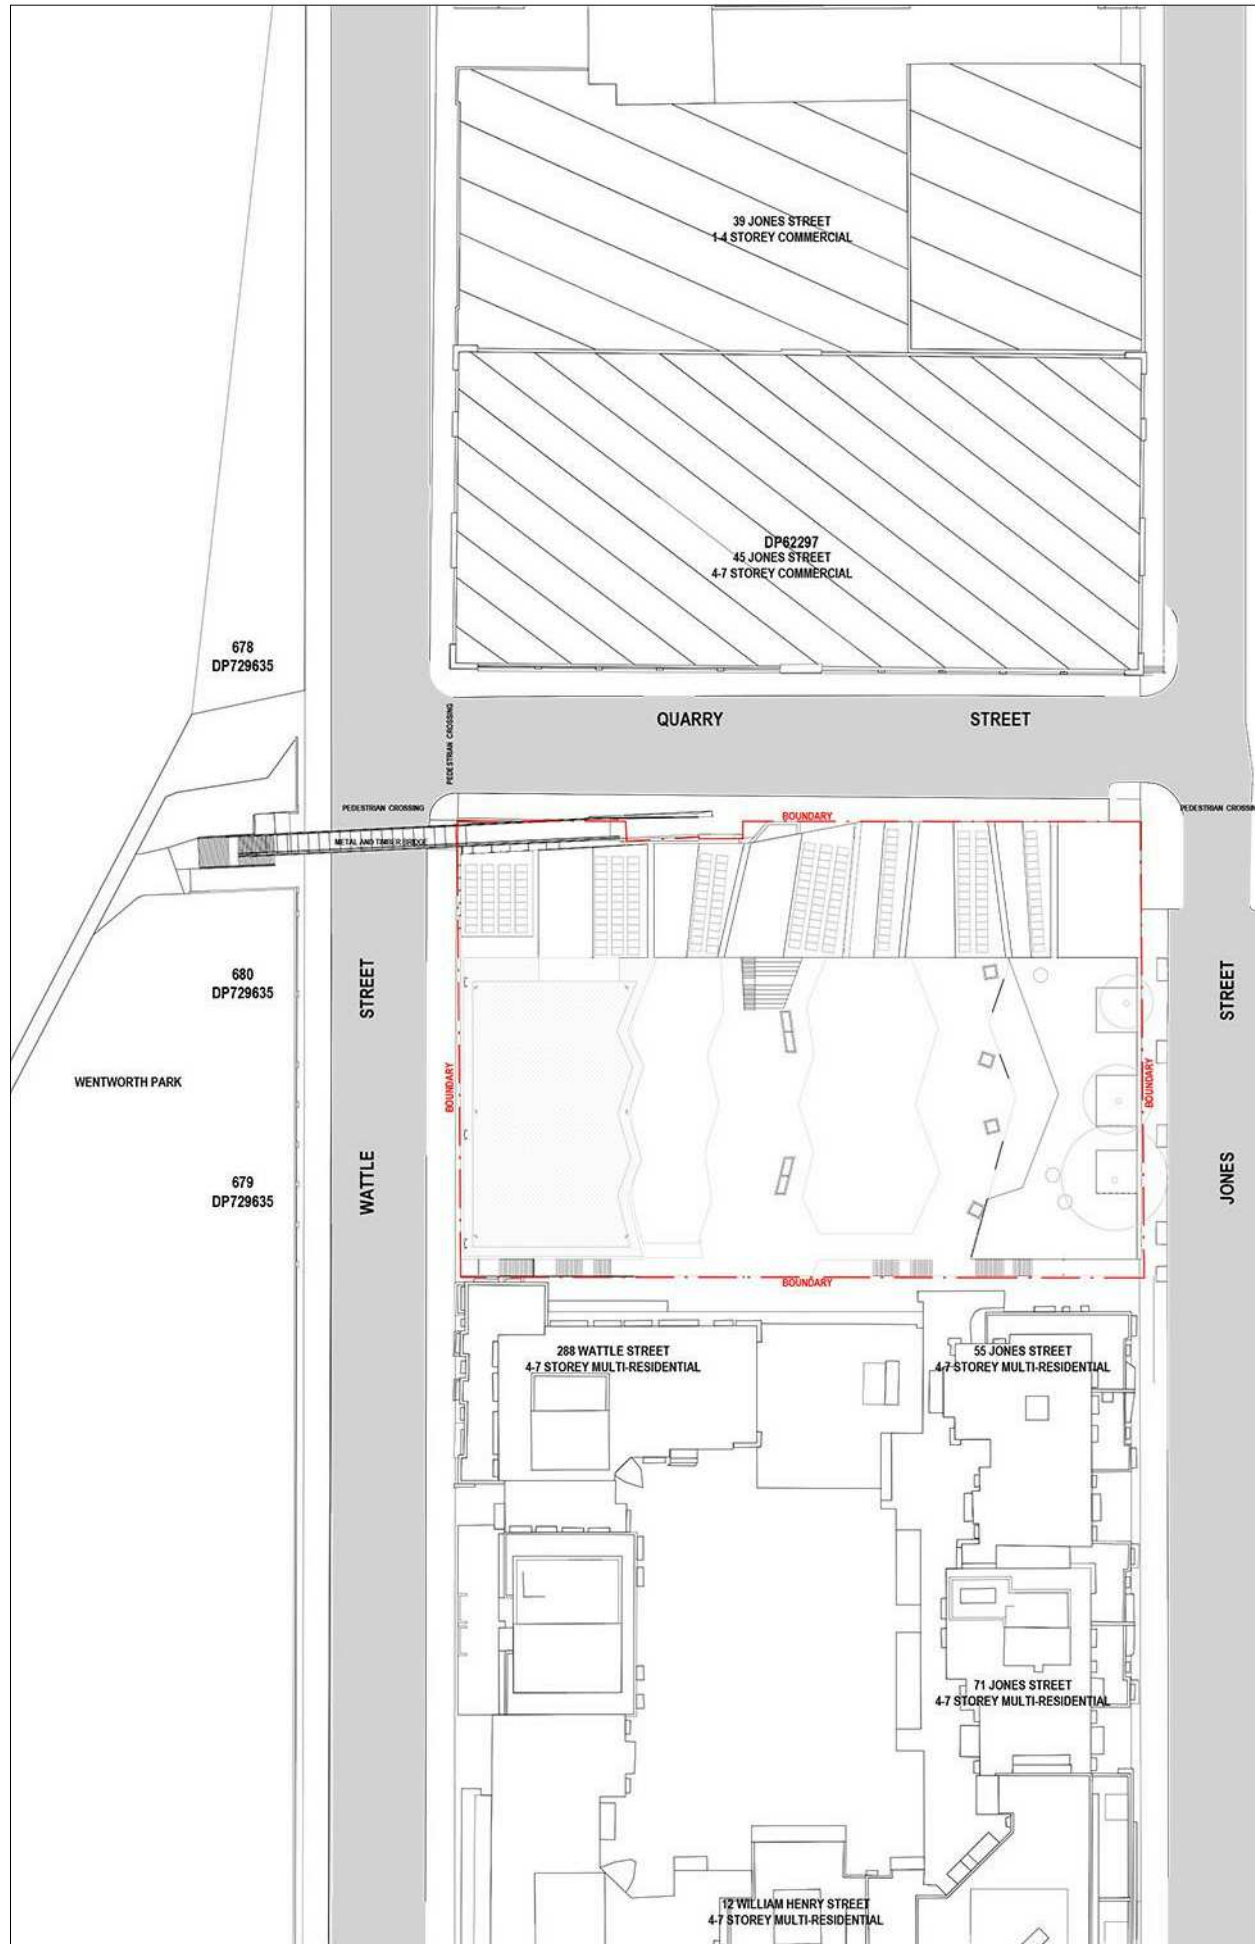 39 JONES STREET
1-4 STOREY COMMERCIAL
DP62297
45 JONES STREET
4-7 STOREY COMMERCIAL
678
DP729635
QUARRY STREET
PEDESTRIAN CROSSING
PEDESTRIAN CROSSING
PEDESTRIAN CROSSING
BOUNDARY
METAL AND TIMBER BRIDGE
680
DP729635
WATTLE STREET
JONES STREET
WENTWORTH PARK
BOUNDARY
BOUNDARY
679
DP729635
BOUNDARY
288 WATTLE STREET
4-7 STOREY MULTI-RESIDENTIAL
55 JONES STREET
4-7 STOREY MULTI-RESIDENTIAL
71 JONES STREET
4-7 STOREY MULTI-RESIDENTIAL
12 WILLIAM HENRY STREET
4-7 STOREY MULTI-RESIDENTIAL